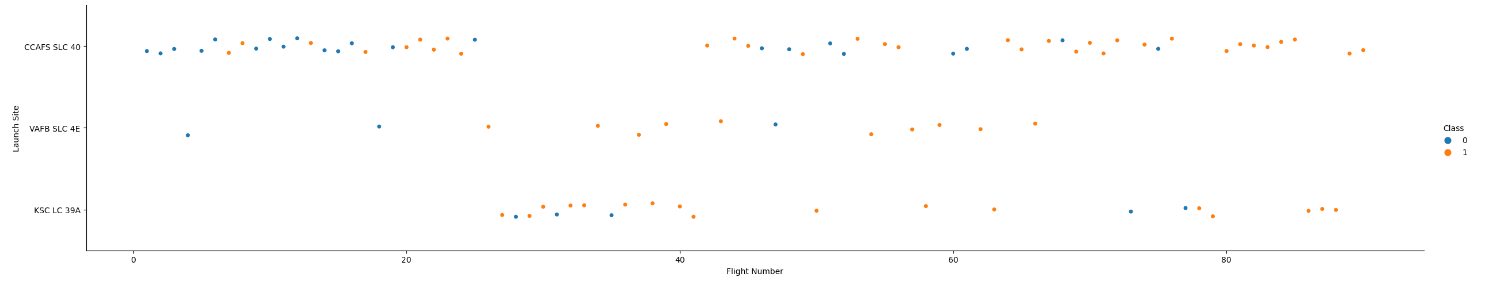 CCAFS SLC 40
VAFB SLC 4E
KSC LC 39A
Launch Site
0 20 40 60 80
Flight Number
Class
0
1